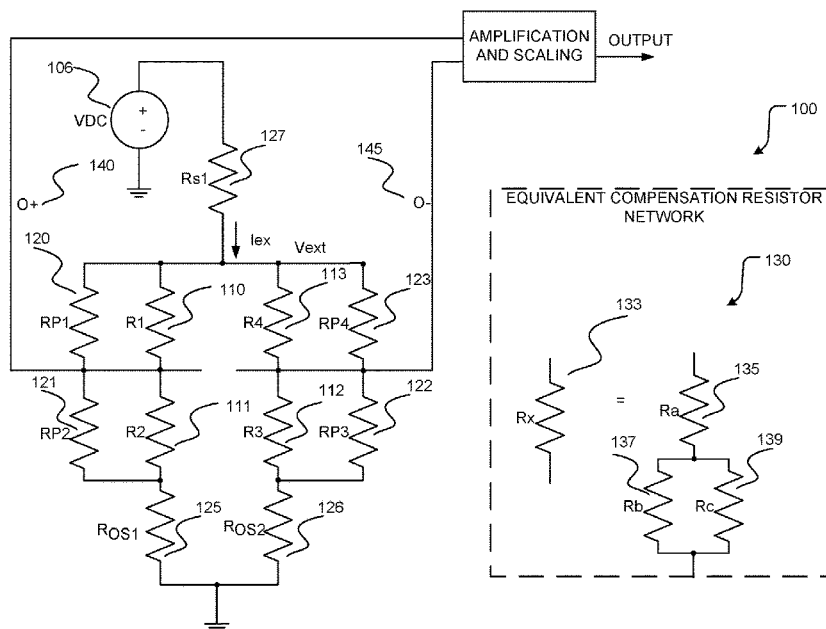 AMPLIFICATION
AND SCALING
OUTPUT
106
+
-
VDC
127
100
140
145
Rs1
O+
O-
EQUIVALENT COMPENSATION RESISTOR
NETWORK
Iex
Vext
120
110
113
123
130
RP1
R1
R4
RP4
133
121
111
112
122
135
Rx
=
Ra
RP2
R2
R3
RP3
137
139
125
126
Rb
Rc
ROS1
ROS2